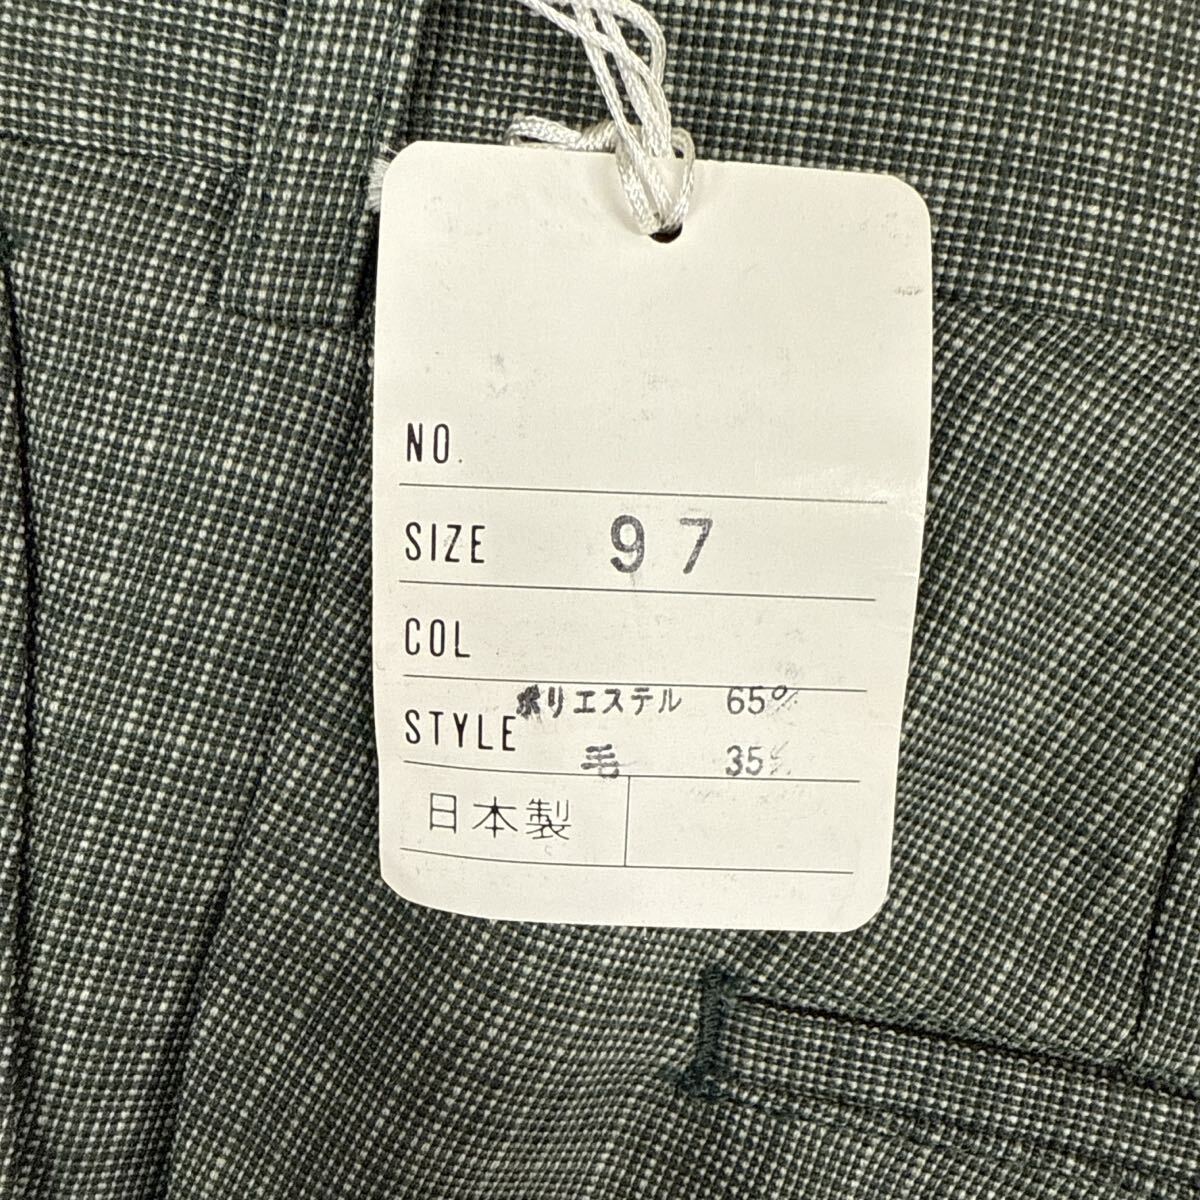 NO.
SIZE 97
COL
ポリエステル 65%
STYLE
毛 35%
日本製